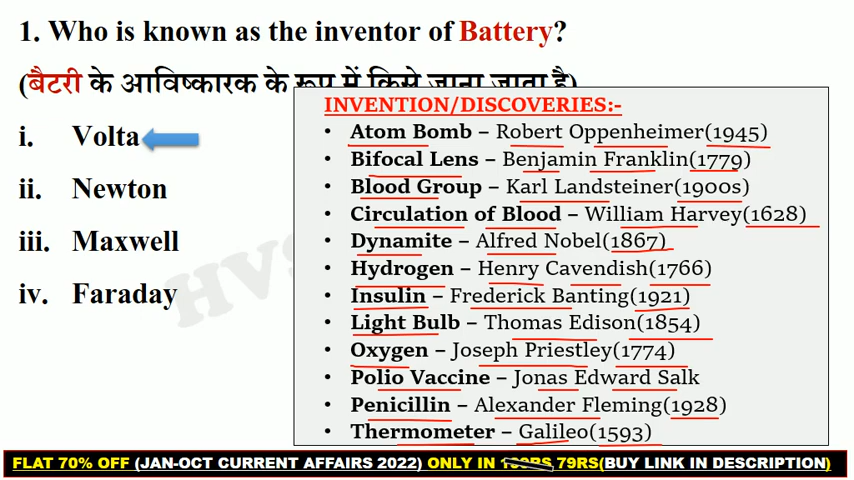 1. Who is known as the inventor of Battery?
(बैटरी के आविष्कारक के रूप में किसे जाना जाता है)
i. Volta
ii. Newton
iii. Maxwell
iv. Faraday
INVENTION/DISCOVERIES:-
• Atom Bomb – Robert Oppenheimer(1945)
• Bifocal Lens – Benjamin Franklin(1779)
• Blood Group – Karl Landsteiner(1900s)
• Circulation of Blood – William Harvey(1628)
• Dynamite – Alfred Nobel(1867)
• Hydrogen – Henry Cavendish(1766)
• Insulin – Frederick Banting(1921)
• Light Bulb – Thomas Edison(1854)
• Oxygen – Joseph Priestley(1774)
• Polio Vaccine – Jonas Edward Salk
• Penicillin – Alexander Fleming(1928)
• Thermometer – Galileo(1593)
HVS
FLAT 70% OFF (JAN-OCT CURRENT AFFAIRS 2022) ONLY IN 199RS 79RS(BUY LINK IN DESCRIPTION)